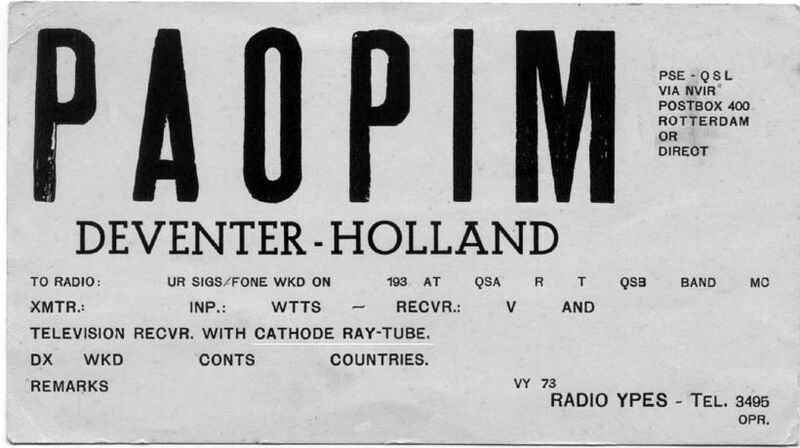 PAOPIM
PSE - QSL
VIA NVIR
POSTBOX 400
ROTTERDAM
OR
DIRECT
DEVENTER - HOLLAND
TO RADIO: UR SIGS/FONE WKD ON 193 AT QSA R T QSB BAND MC
XMTR.: INP.: WTTS – RECVR.: V AND
TELEVISION RECVR. WITH CATHODE RAY-TUBE.
DX WKD CONTS COUNTRIES.
REMARKS VY 73
RADIO YPES - TEL. 3495
OPR.